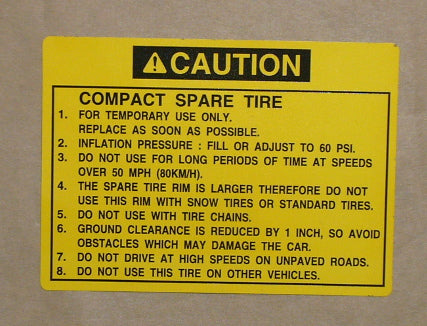 ⚠CAUTION
COMPACT SPARE TIRE
1. FOR TEMPORARY USE ONLY.
REPLACE AS SOON AS POSSIBLE.
2. INFLATION PRESSURE : FILL OR ADJUST TO 60 PSI.
3. DO NOT USE FOR LONG PERIODS OF TIME AT SPEEDS
OVER 50 MPH (80KM/H).
4. THE SPARE TIRE RIM IS LARGER THEREFORE DO NOT
USE THIS RIM WITH SNOW TIRES OR STANDARD TIRES.
5. DO NOT USE WITH TIRE CHAINS.
6. GROUND CLEARANCE IS REDUCED BY 1 INCH, SO AVOID
OBSTACLES WHICH MAY DAMAGE THE CAR.
7. DO NOT DRIVE AT HIGH SPEEDS ON UNPAVED ROADS.
8. DO NOT USE THIS TIRE ON OTHER VEHICLES.